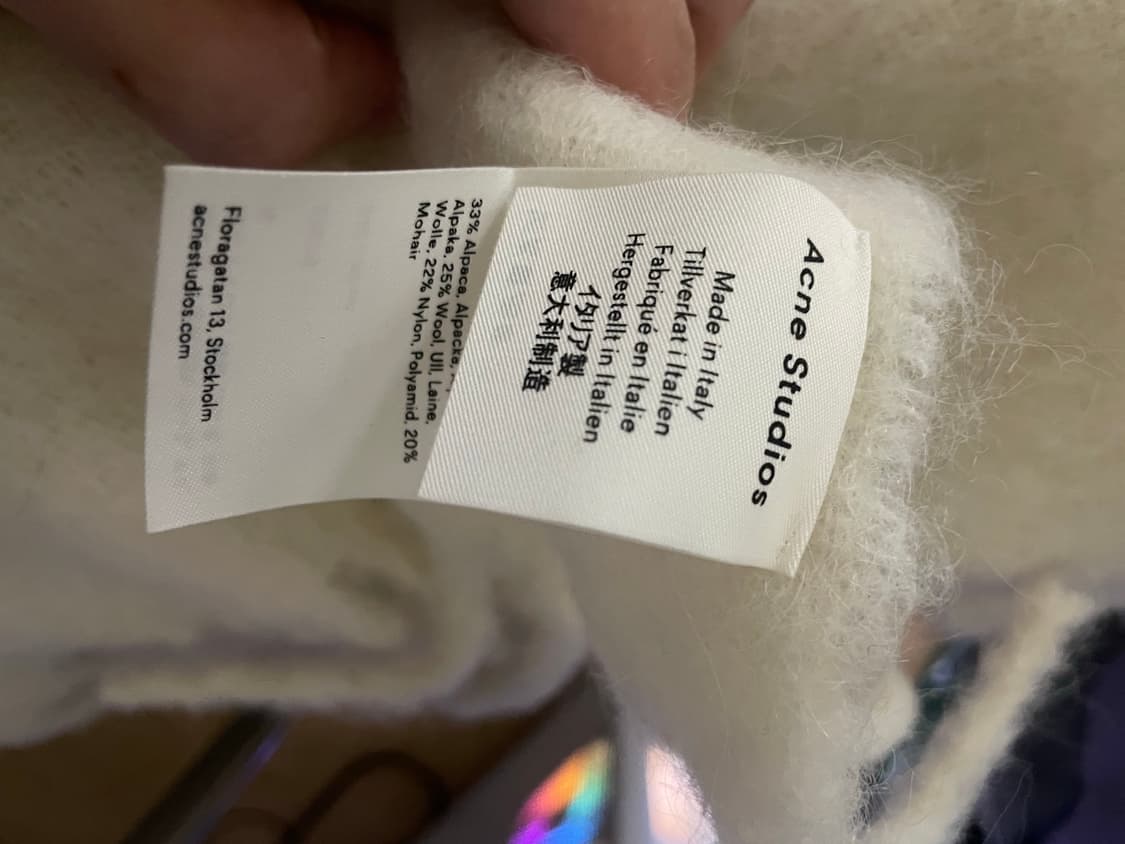 Acne Studios
Made in Italy
Tillverkat i Italien
Fabriqué en Italie
Hergestellt in Italien
イタリア製
意大利制造
33% Alpaca, Alpacka,
Alpaka, 25% Wool, Ull, Laine,
Wolle, 22% Nylon, Polyamid, 20%
Mohair
Floragatan 13, Stockholm
acnestudios.com